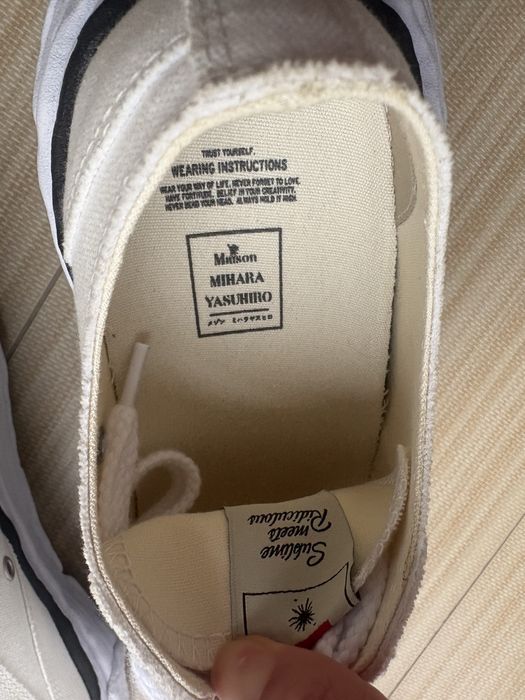 TRUST YOURSELF.
WEARING INSTRUCTIONS
WEAR YOUR WAY OF LIFE. NEVER FORGET TO LOVE.
HAVE FORTITUDE. BELIEF IN YOUR CREATIVITY.
NEVER BEND YOUR HEAD. ALWAYS HOLD IT HIGH.
Maison
MIHARA
YASUHIRO
メゾン ミハラヤスヒロ
Sublime
meets
Ridiculous